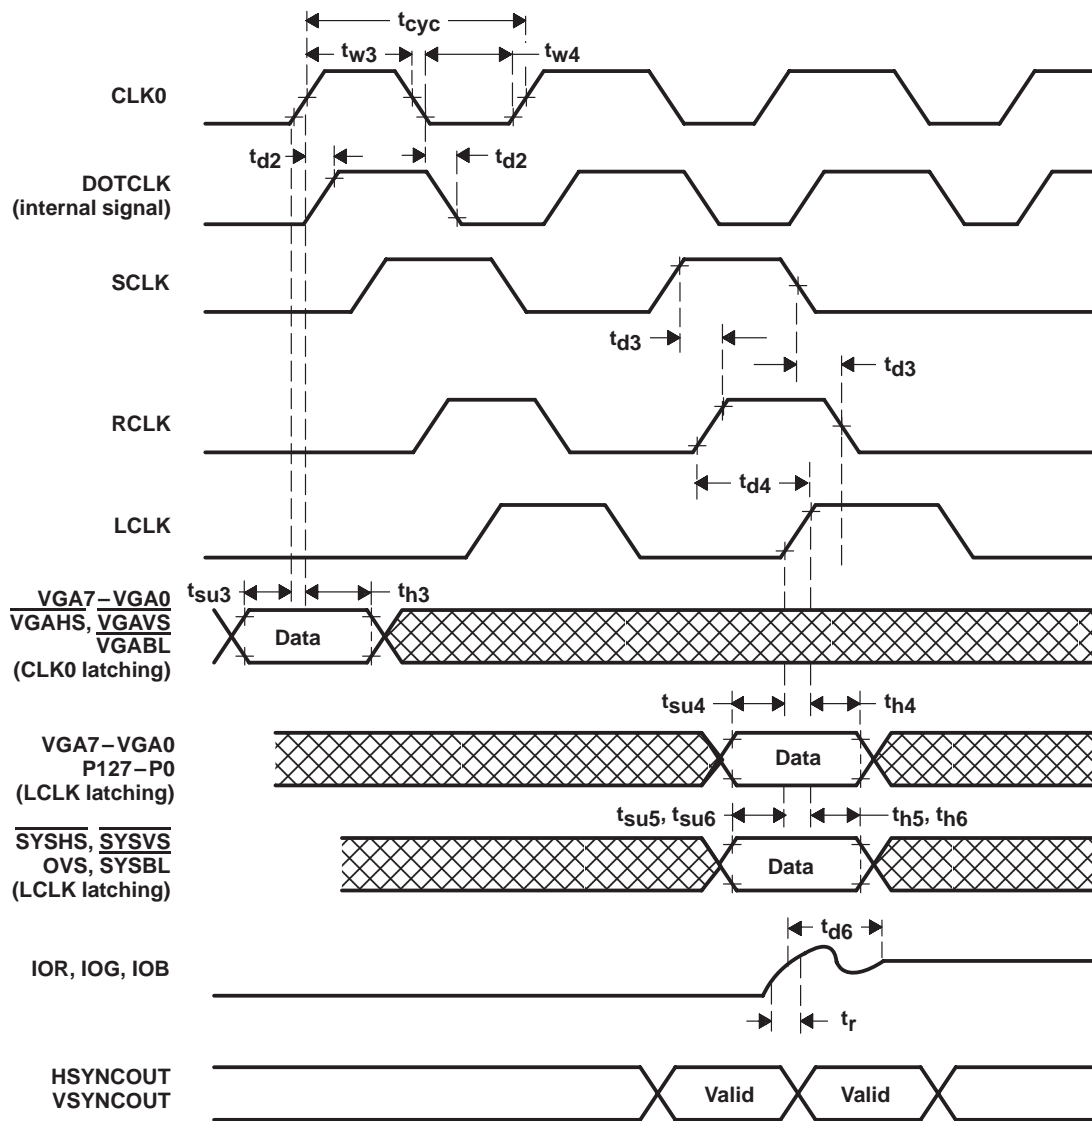 tcyc
tw3 tw4
CLK0
td2 td2
DOTCLK
(internal signal)
SCLK
td3
td3
RCLK
td4
LCLK
tsu3 th3
VGA7–VGA0
VGAHS, VGAVS
VGABL
(CLK0 latching)
Data
tsu4 th4
VGA7–VGA0
P127–P0
(LCLK latching)
Data
tsu5, tsu6 th5, th6
SYSHS, SYSVS
OVS, SYSBL
(LCLK latching)
Data
td6
IOR, IOG, IOB
tr
HSYNCOUT
VSYNCOUT
Valid Valid